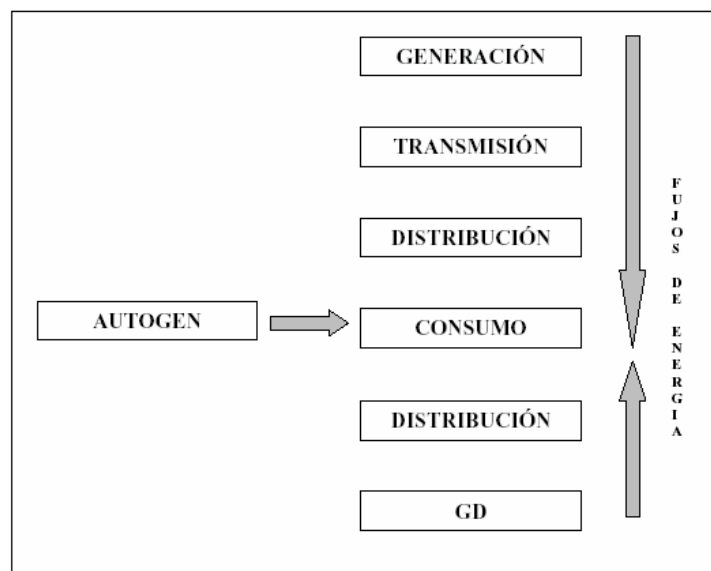 GENERACIÓN
TRANSMISIÓN
DISTRIBUCIÓN
AUTOGEN
CONSUMO
DISTRIBUCIÓN
GD
FUJOS DE ENERGIA